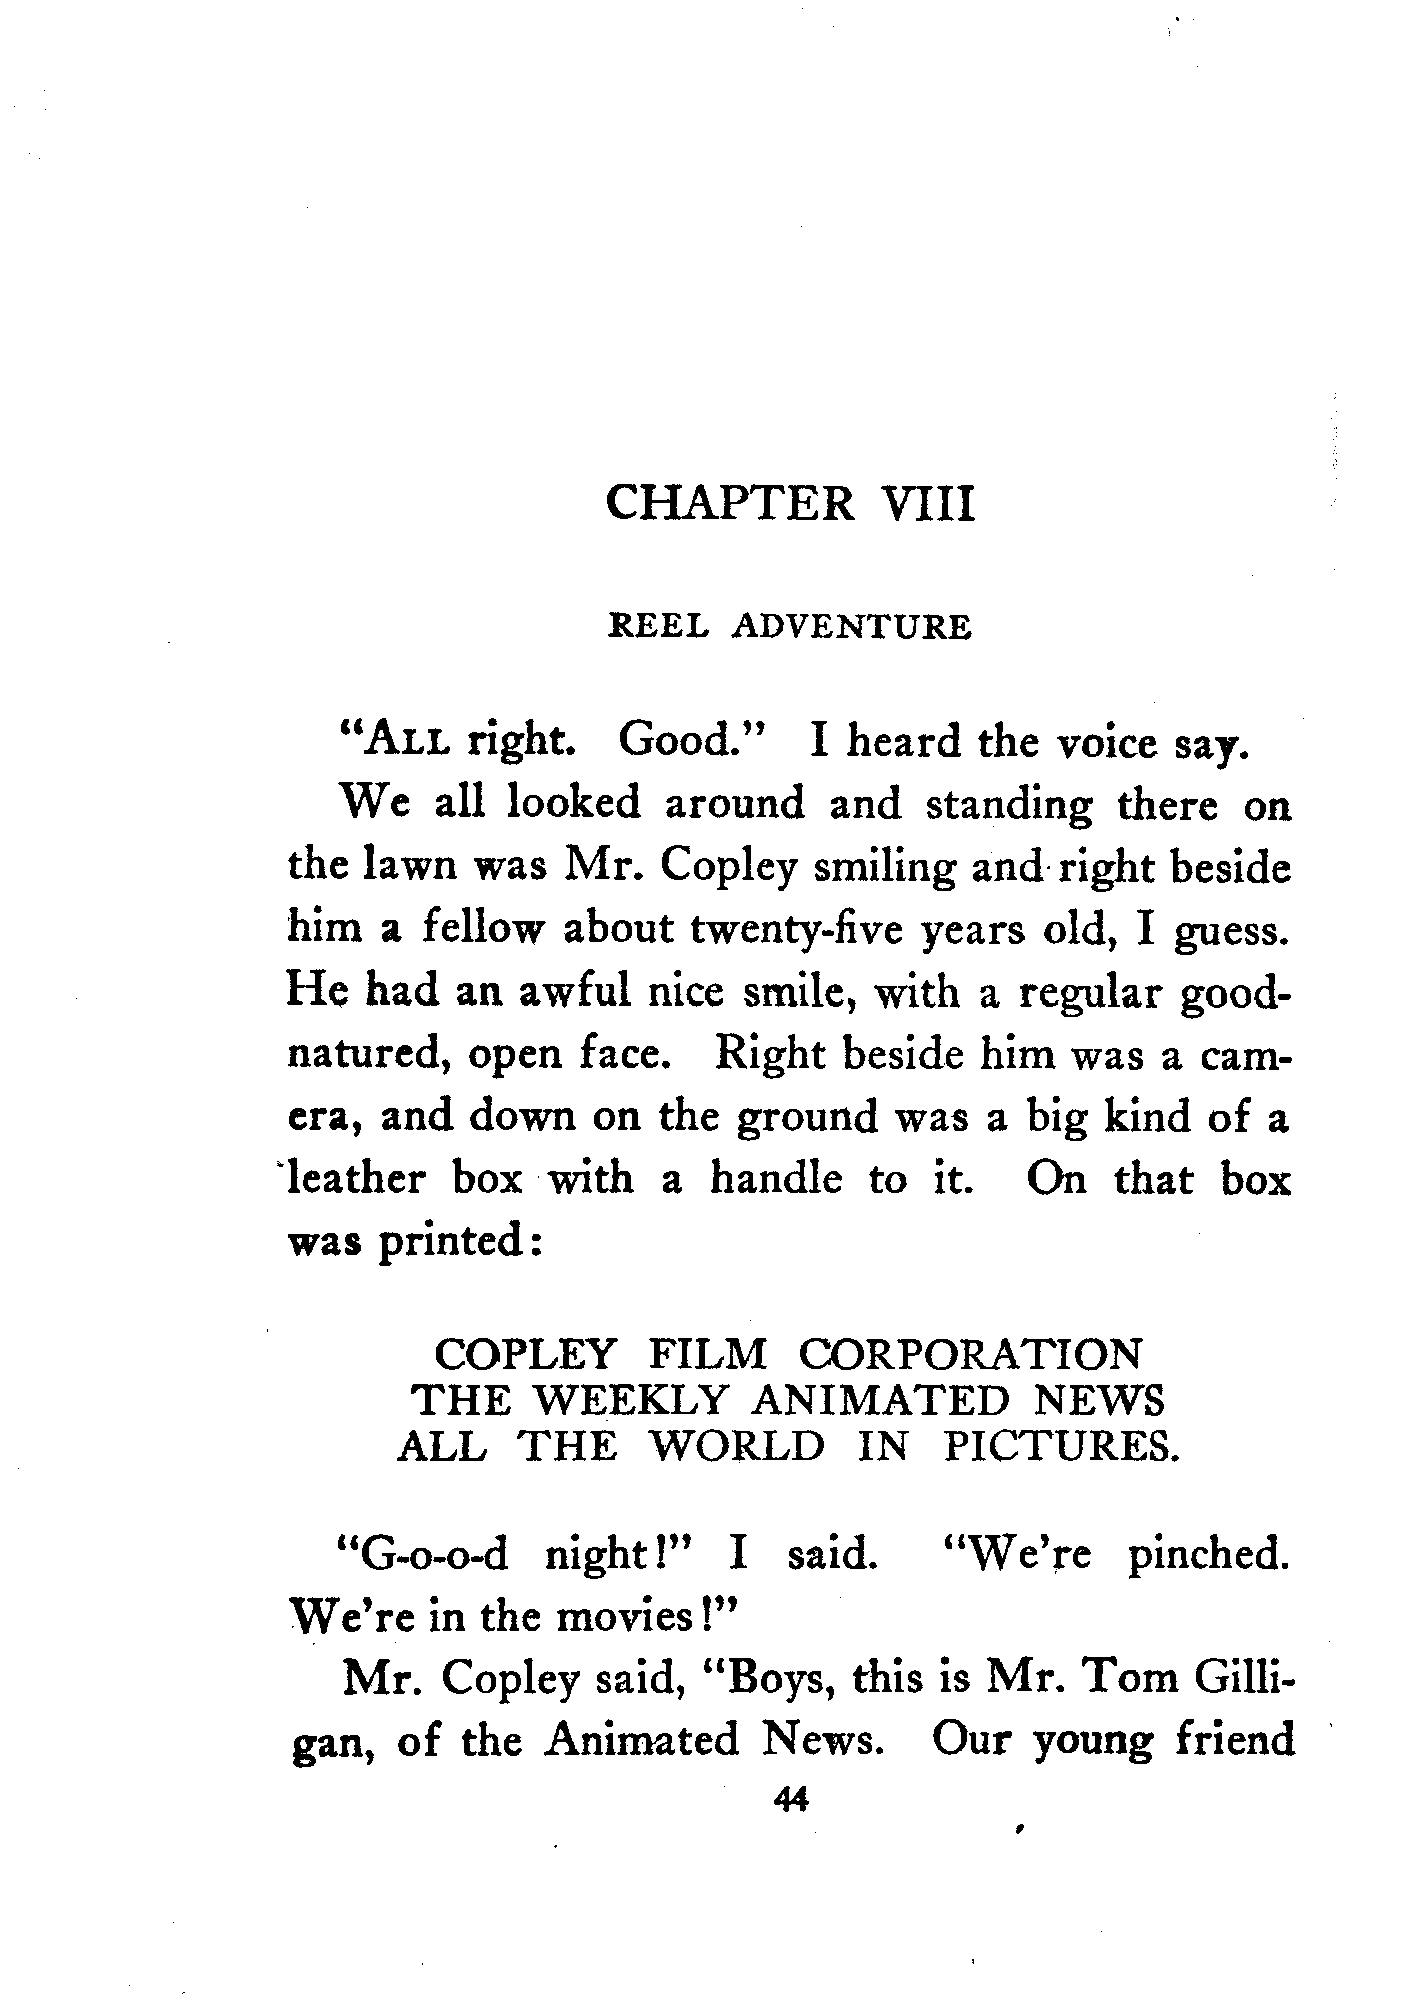 CHAPTER VIII
REEL ADVENTURE
“ALL right. Good.” I heard the voice say.
We all looked around and standing there on
the lawn was Mr. Copley smiling and right beside
him a fellow about twenty-five years old, I guess.
He had an awful nice smile, with a regular good-
natured, open face. Right beside him was a cam-
era, and down on the ground was a big kind of a
leather box with a handle to it. On that box
was printed:
COPLEY FILM CORPORATION
THE WEEKLY ANIMATED NEWS
ALL THE WORLD IN PICTURES.
“G-o-o-d night!” I said. “We're pinched.
We're in the movies!”
Mr. Copley said, “Boys, this is Mr. Tom Gilli-
gan, of the Animated News. Our young friend
44